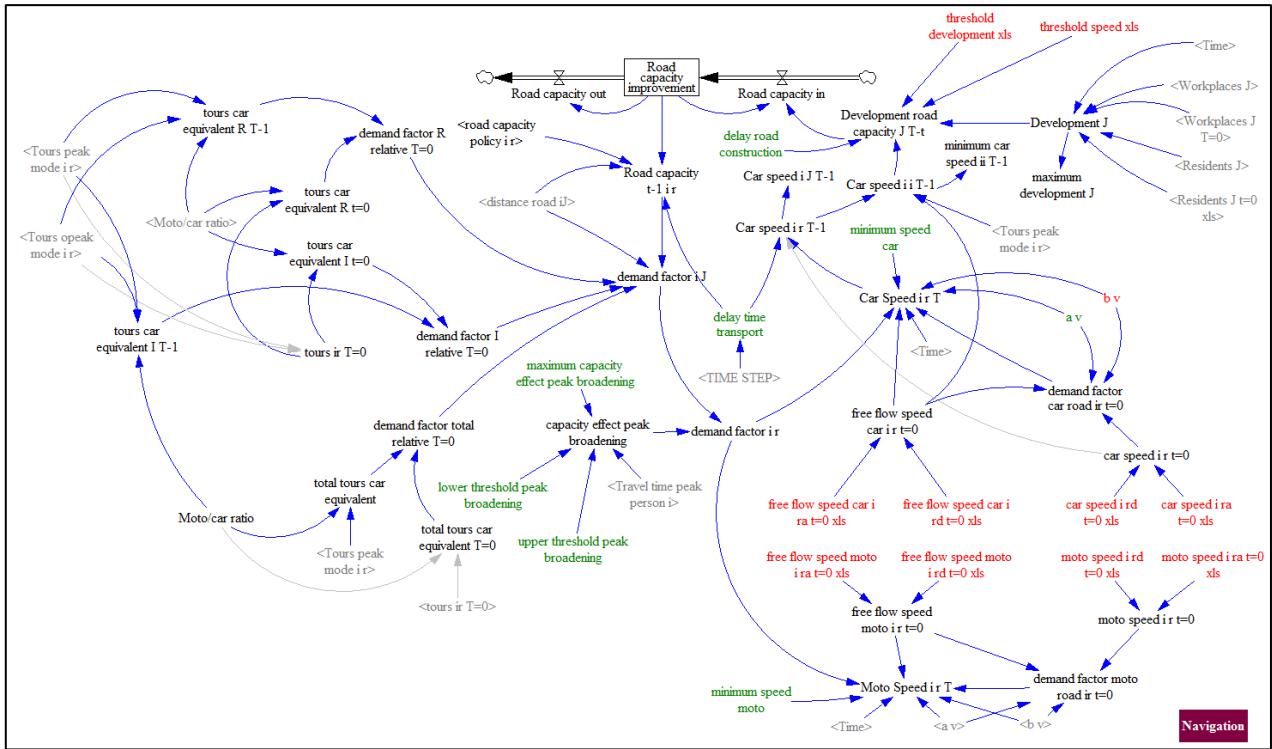 threshold
development xls
threshold speed xls
<Time>
Road
capacity
improvement
Road capacity out
Road capacity in
<Workplaces J>
tours car
equivalent R T-1
demand factor R
relative T=0
<road capacity
policy i r>
delay road
construction
Development road
capacity J T-t
Development J
<Workplaces J
T=0>
<Tours peak
mode i r>
minimum car
speed ii T-1
<Residents J>
maximum
development J
Road capacity
t-1 ir
Car speed i J T-1
Car speed ii T-1
tours car
equivalent R t=0
<distance road iJ>
<Residents J t=0
xls>
<Moto/car ratio>
Car speed i r T-1
minimum speed
car
<Tours peak
mode i r>
<Tours opeak
mode i r>
tours car
equivalent I t=0
demand factor i J
Car Speed i r T
b v
a v
delay time
transport
tours car
equivalent I T-1
demand factor I
relative T=0
tours ir T=0
<Time>
maximum capacity
effect peak broadening
<TIME STEP>
demand factor
car road ir t=0
free flow speed
car i r t=0
demand factor total
relative T=0
capacity effect peak
broadening
demand factor i r
car speed i r t=0
total tours car
equivalent
lower threshold peak
broadening
<Travel time peak
person i>
Moto/car ratio
free flow speed car i
ra t=0 xls
free flow speed car i
rd t=0 xls
car speed i rd
t=0 xls
car speed i ra
t=0 xls
total tours car
equivalent T=0
upper threshold peak
broadening
<Tours peak
mode i r>
free flow speed moto
i ra t=0 xls
free flow speed moto
i rd t=0 xls
moto speed i rd
t=0 xls
moto speed i ra t=0
xls
<tours ir T=0>
free flow speed
moto i r t=0
moto speed i r t=0
minimum speed
moto
Moto Speed i r T
demand factor moto
road ir t=0
<Time>
<a v>
<b v>
Navigation